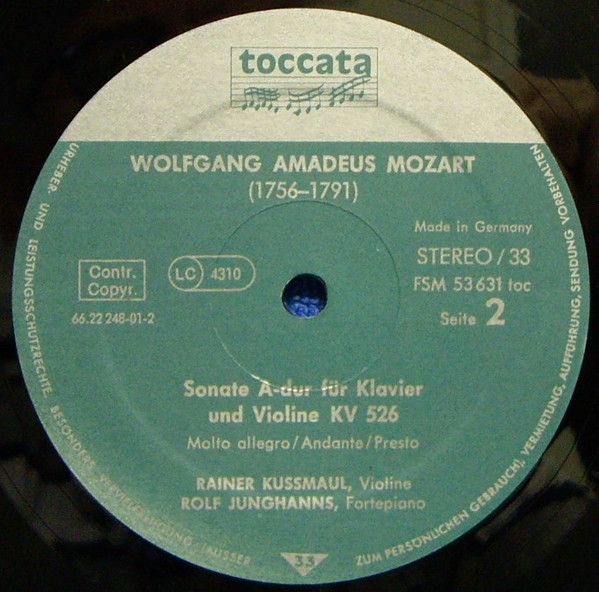 toccata
WOLFGANG AMADEUS MOZART
(1756–1791)
Made in Germany
STEREO / 33
FSM 53 631 toc
Seite 2
Contr.
Copyr.
LC 4310
66.22 248-01-2
Sonate A-dur für Klavier
und Violine KV 526
Molto allegro/Andante/Presto
RAINER KUSSMAUL, Violine
ROLF JUNGHANNS, Fortepiano
URHEBER- UND LEISTUNGSSCHUTZRECHTE, BESONDERS VERVIELFÄLTIGUNG (AUSSER
33
ZUM PERSÖNLICHEN GEBRAUCH), VERMIETUNG, AUFFÜHRUNG, SENDUNG VORBEHALTEN